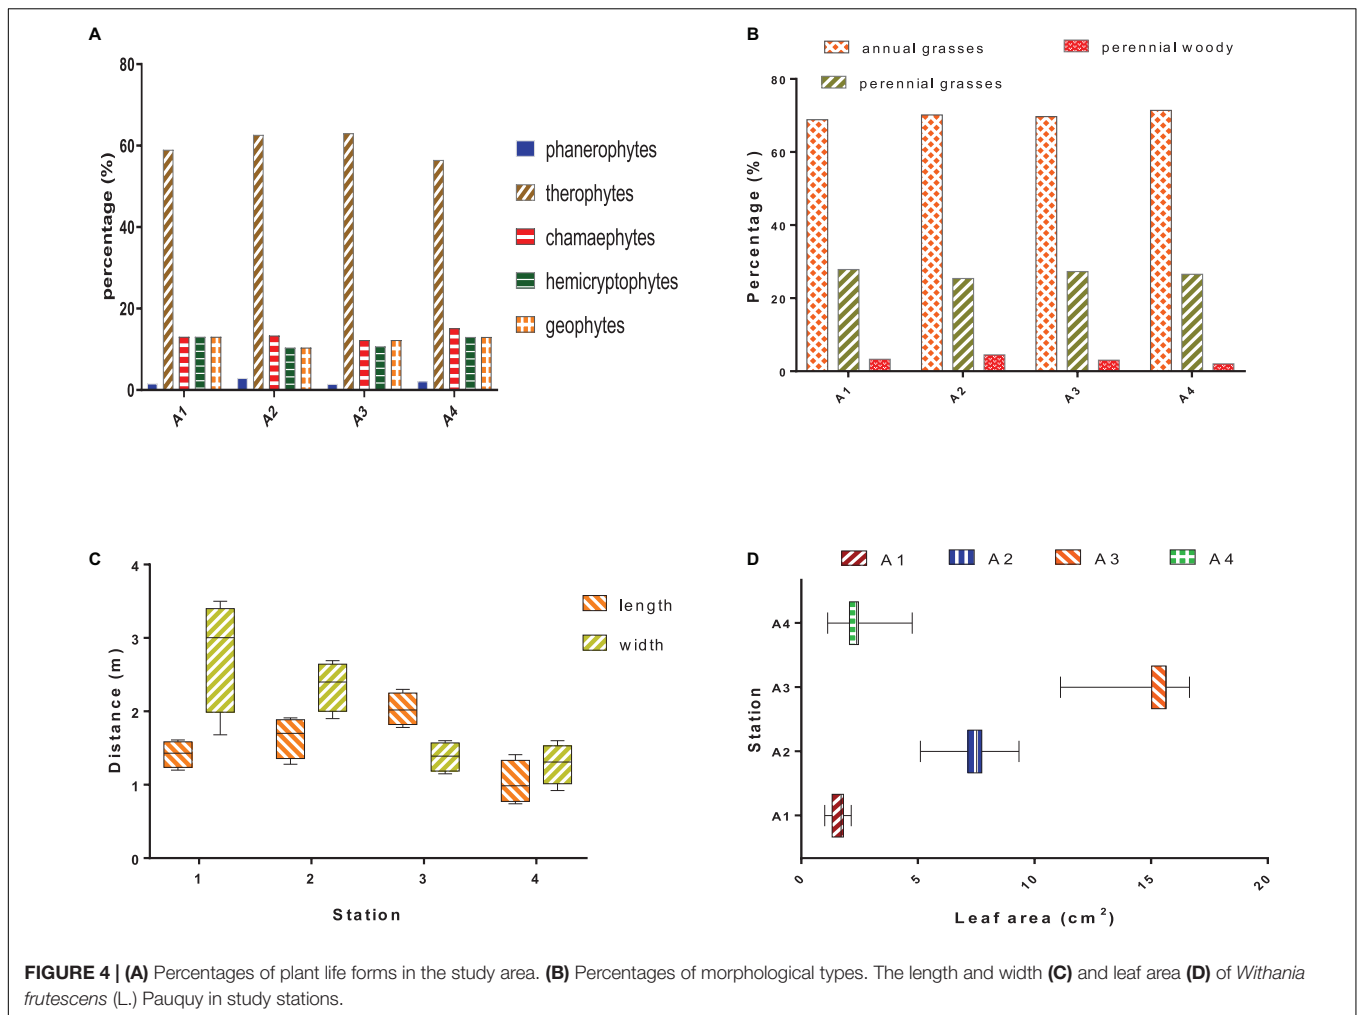 A
80
60
40
20
0
percentage (%)
A1
A2
A3
A4
phanerophytes
therophytes
chamaephytes
hemicryptophytes
geophytes
B
annual grasses
perennial woody
perennial grasses
80
60
40
20
0
Percentage (%)
A1
A2
A3
A4
C
4
3
2
1
0
Distance (m)
1
2
3
4
Station
length
width
D
A1
A2
A3
A4
Station
A4
A3
A2
A1
0
5
10
15
20
Leaf area (cm²)
FIGURE 4 | (A) Percentages of plant life forms in the study area. (B) Percentages of morphological types. The length and width (C) and leaf area (D) of Withania
frutescens (L.) Pauquy in study stations.